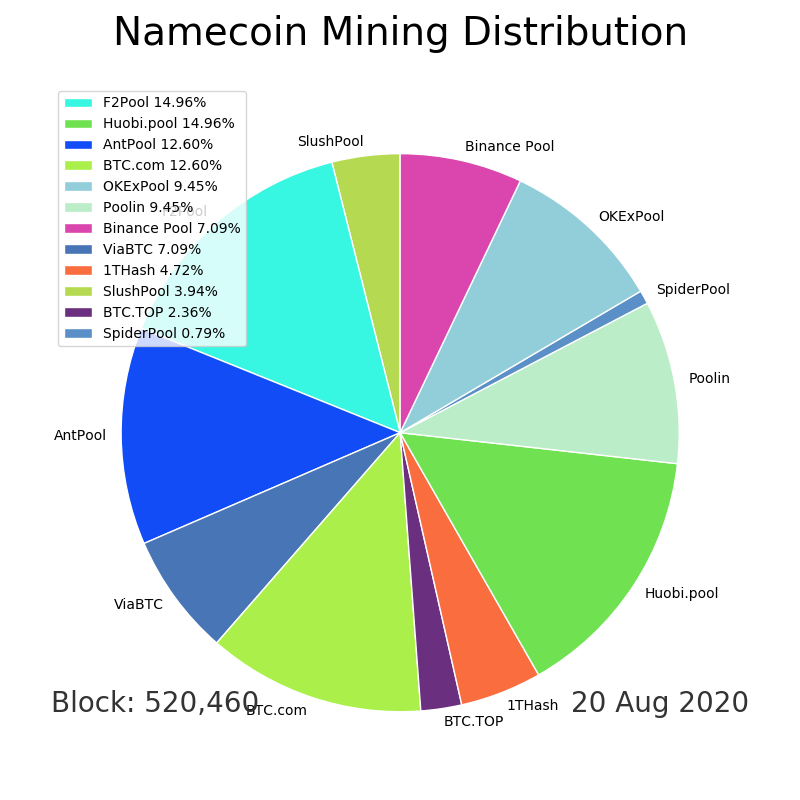 Namecoin Mining Distribution
F2Pool 14.96%
Huobi.pool 14.96%
AntPool 12.60%
BTC.com 12.60%
OKExPool 9.45%
Poolin 9.45%
Binance Pool 7.09%
ViaBTC 7.09%
1THash 4.72%
SlushPool 3.94%
BTC.TOP 2.36%
SpiderPool 0.79%
SlushPool
Binance Pool
F2Pool
OKExPool
SpiderPool
Poolin
AntPool
Huobi.pool
ViaBTC
BTC.com
BTC.TOP
1THash
Block: 520,460
20 Aug 2020